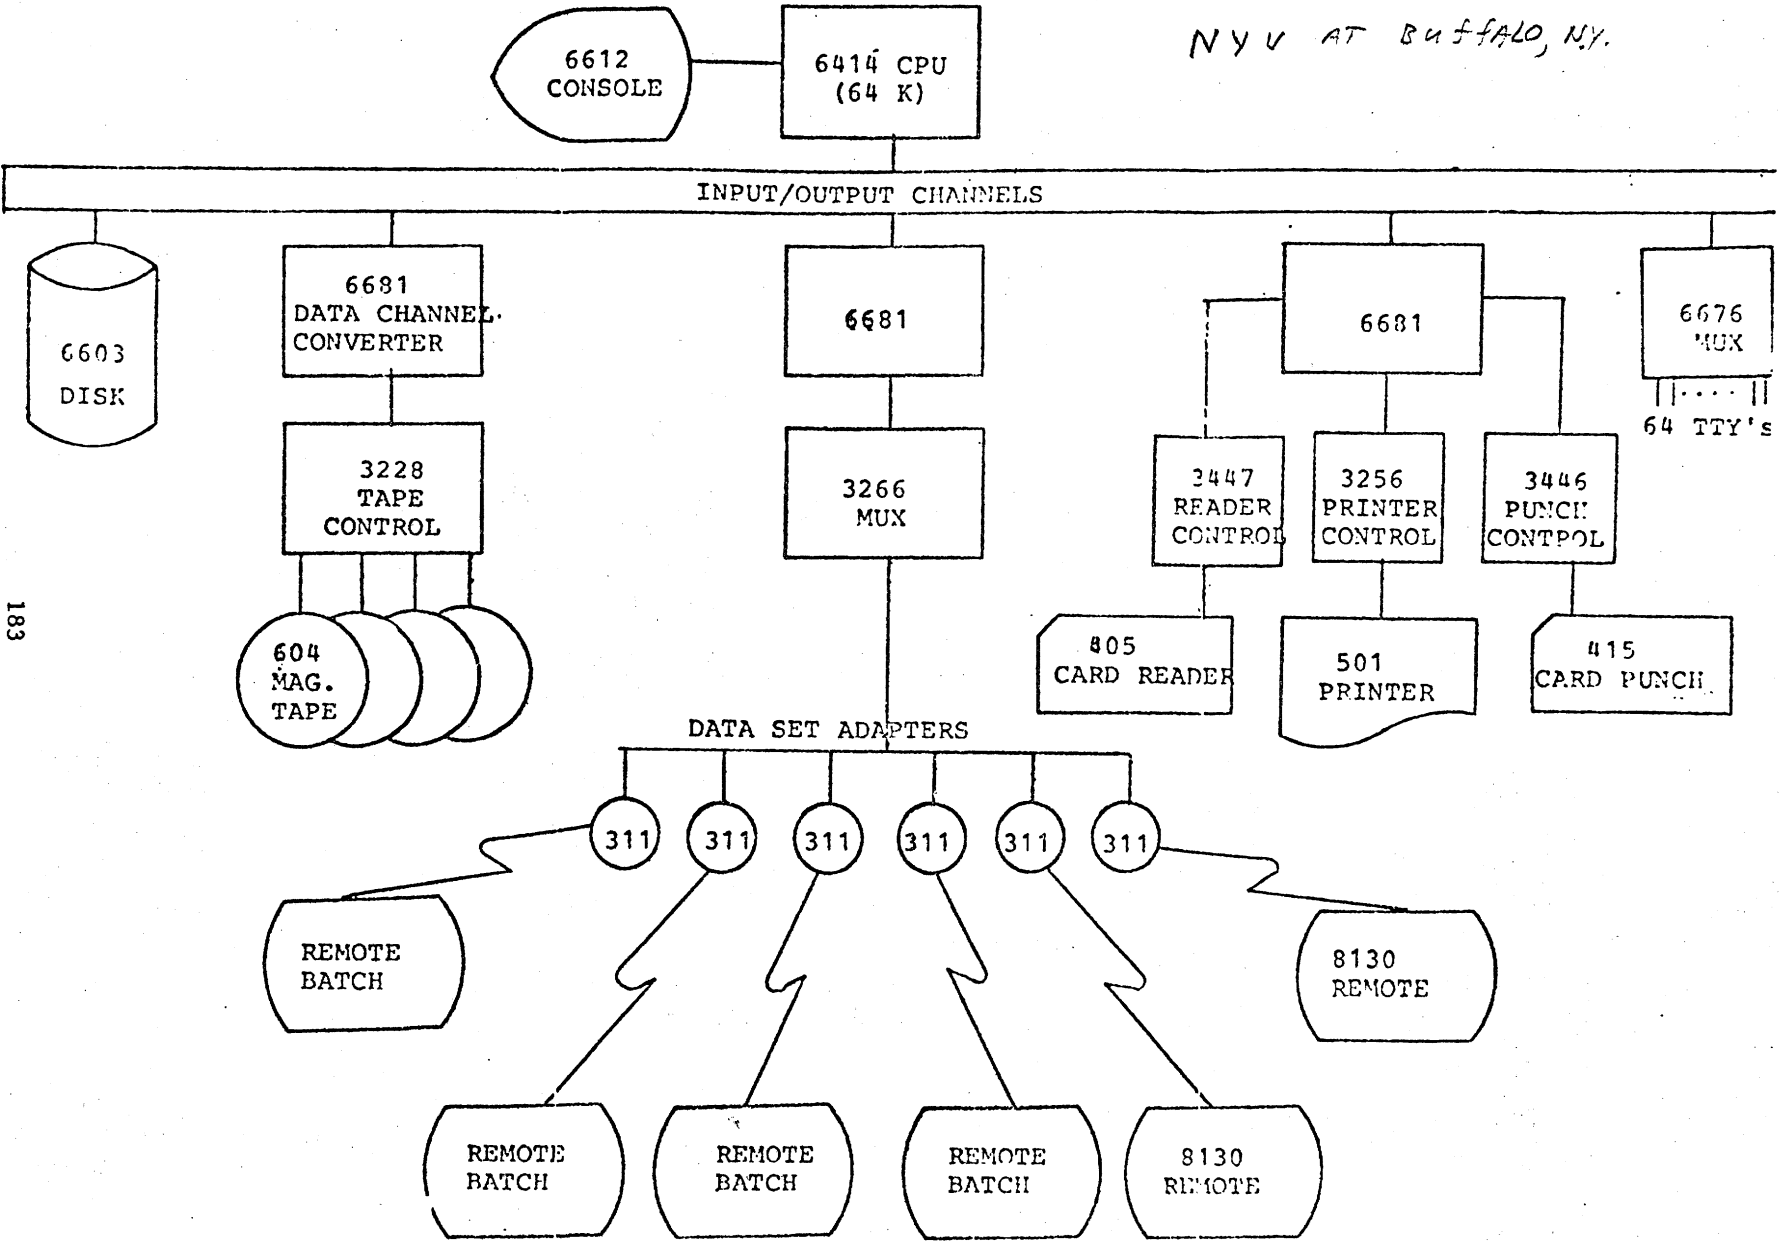 NYU AT BUffALO, N.Y.
6612
CONSOLE
6414 CPU
(64 K)
INPUT/OUTPUT CHANNELS
6603
DISK
6681
DATA CHANNEL
CONVERTER
6681
6681
6676
MUX
64 TTY's
3228
TAPE
CONTROL
3266
MUX
3447
READER
CONTROL
3256
PRINTER
CONTROL
3446
PUNCH
CONTROL
604
MAG.
TAPE
405
CARD READER
501
PRINTER
415
CARD PUNCH
183
DATA SET ADAPTERS
311
311
311
311
311
311
REMOTE
BATCH
8130
REMOTE
REMOTE
BATCH
REMOTE
BATCH
REMOTE
BATCH
8130
REMOTE